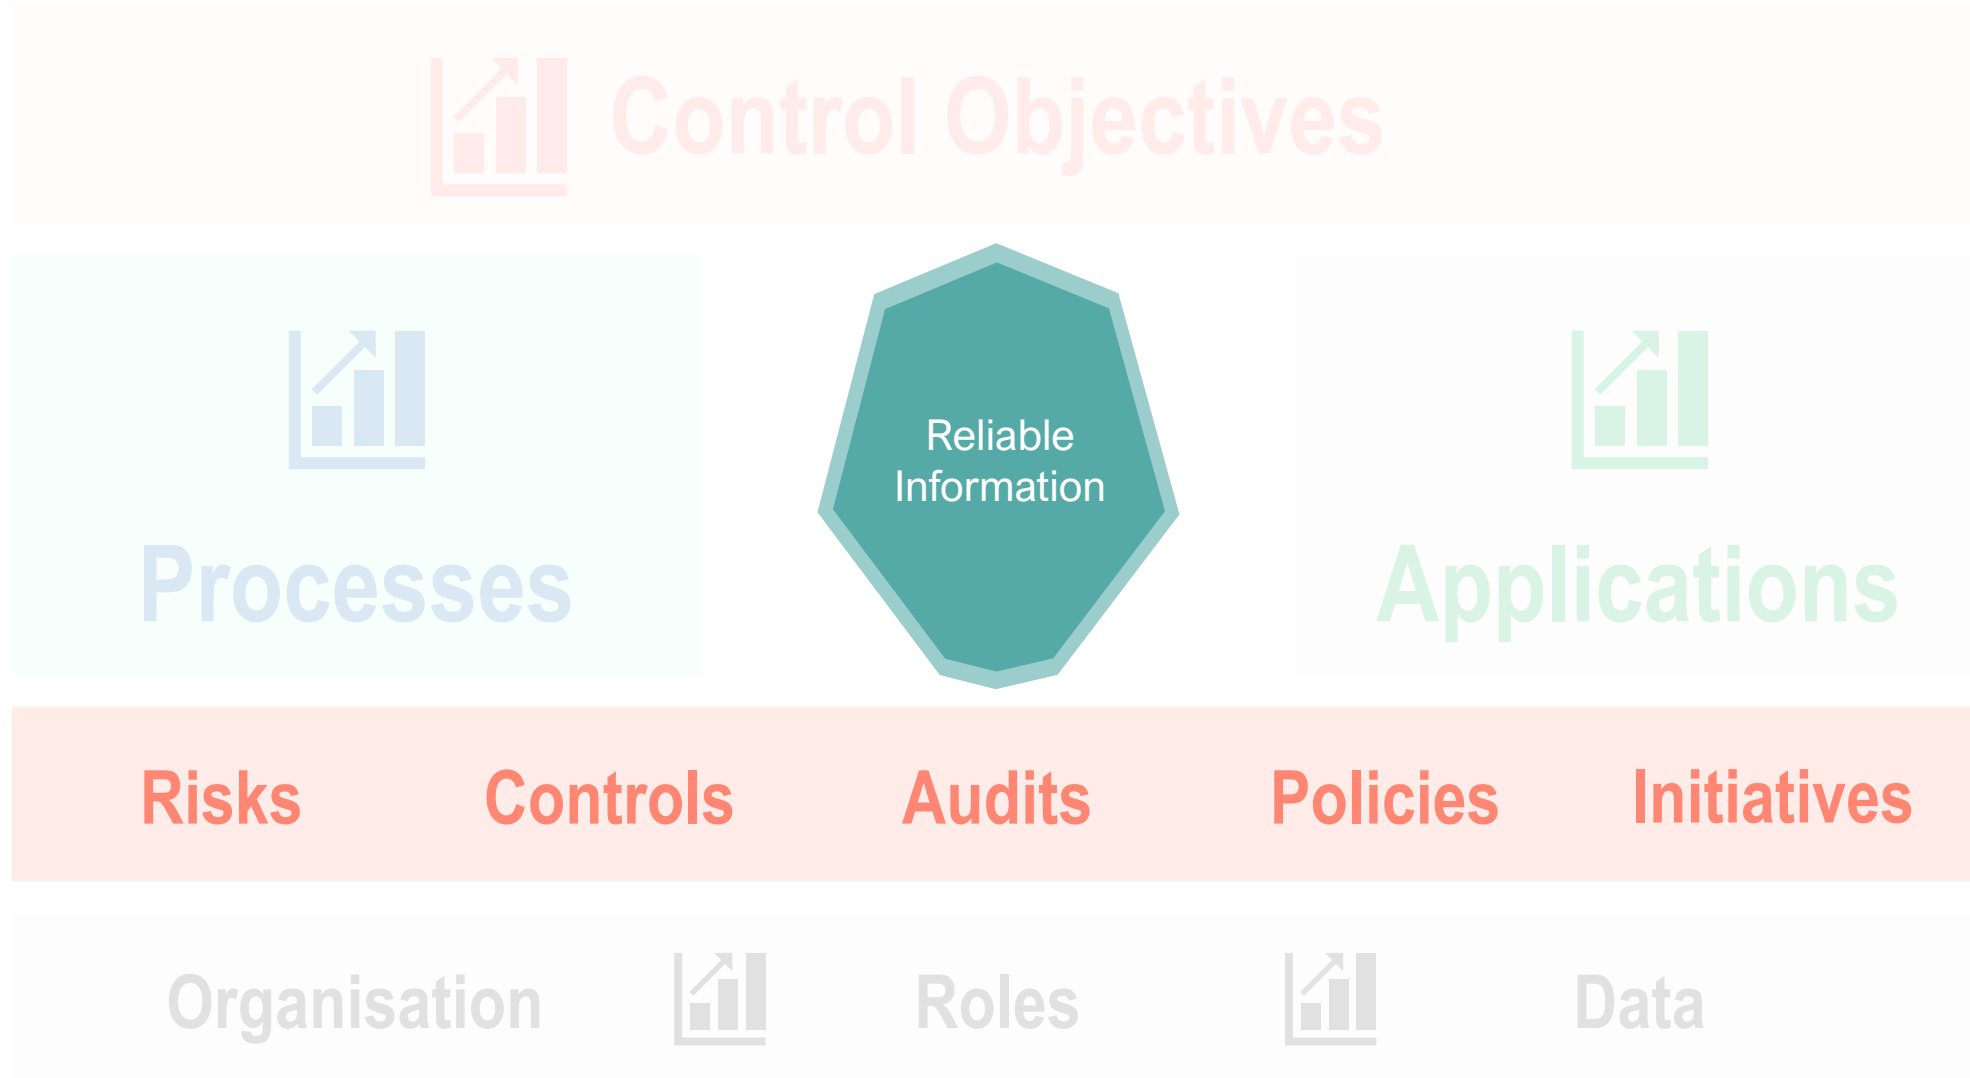 Control Objectives
Reliable
Information
Processes
Applications
Risks Controls Audits Policies Initiatives
Organisation Roles Data